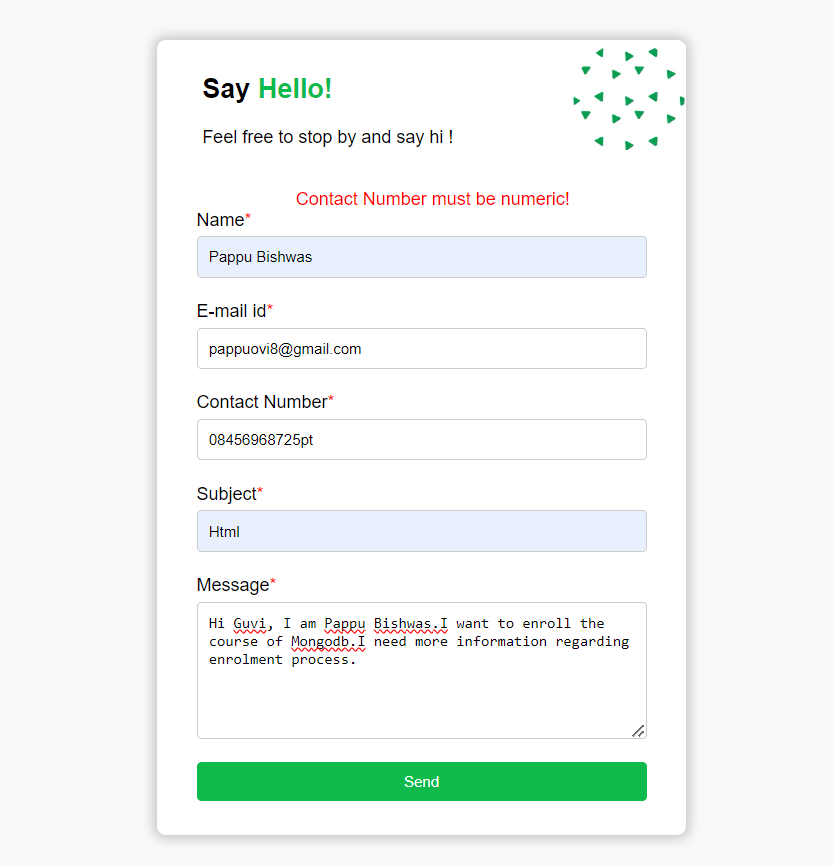 Say Hello!
Feel free to stop by and say hi !
Contact Number must be numeric!
Name*
Pappu Bishwas
E-mail id*
pappuovi8@gmail.com
Contact Number*
08456968725pt
Subject*
Html
Message*
Hi Guvi, I am Pappu Bishwas.I want to enroll the
course of Mongodb.I need more information regarding
enrolment process.
Send